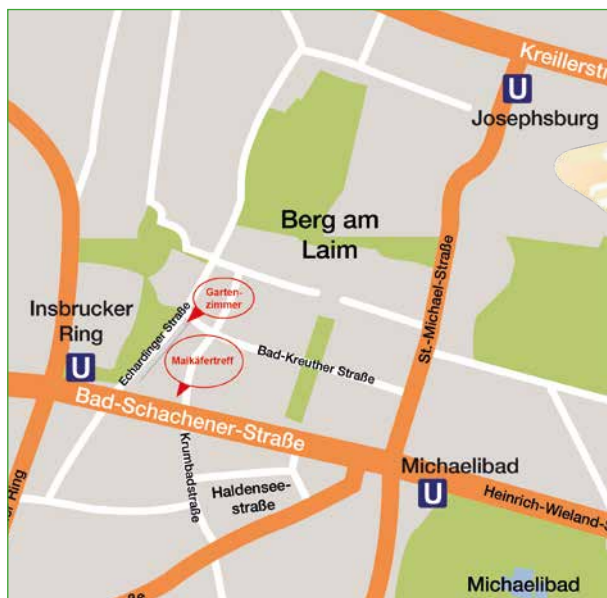 Kreillerstr
U
Josephsburg
Berg am
Laim
St.-Michael-Straße
Insbrucker
Ring
U
Echardinger Straße
Garten-
zimmer
Maikäfertreff
Bad-Kreuther Straße
Bad-Schachener-Straße
Krumbadstraße
Haldensee-
straße
Michaelibad
U
Heinrich-Wieland-S
Ring
Michaelibad